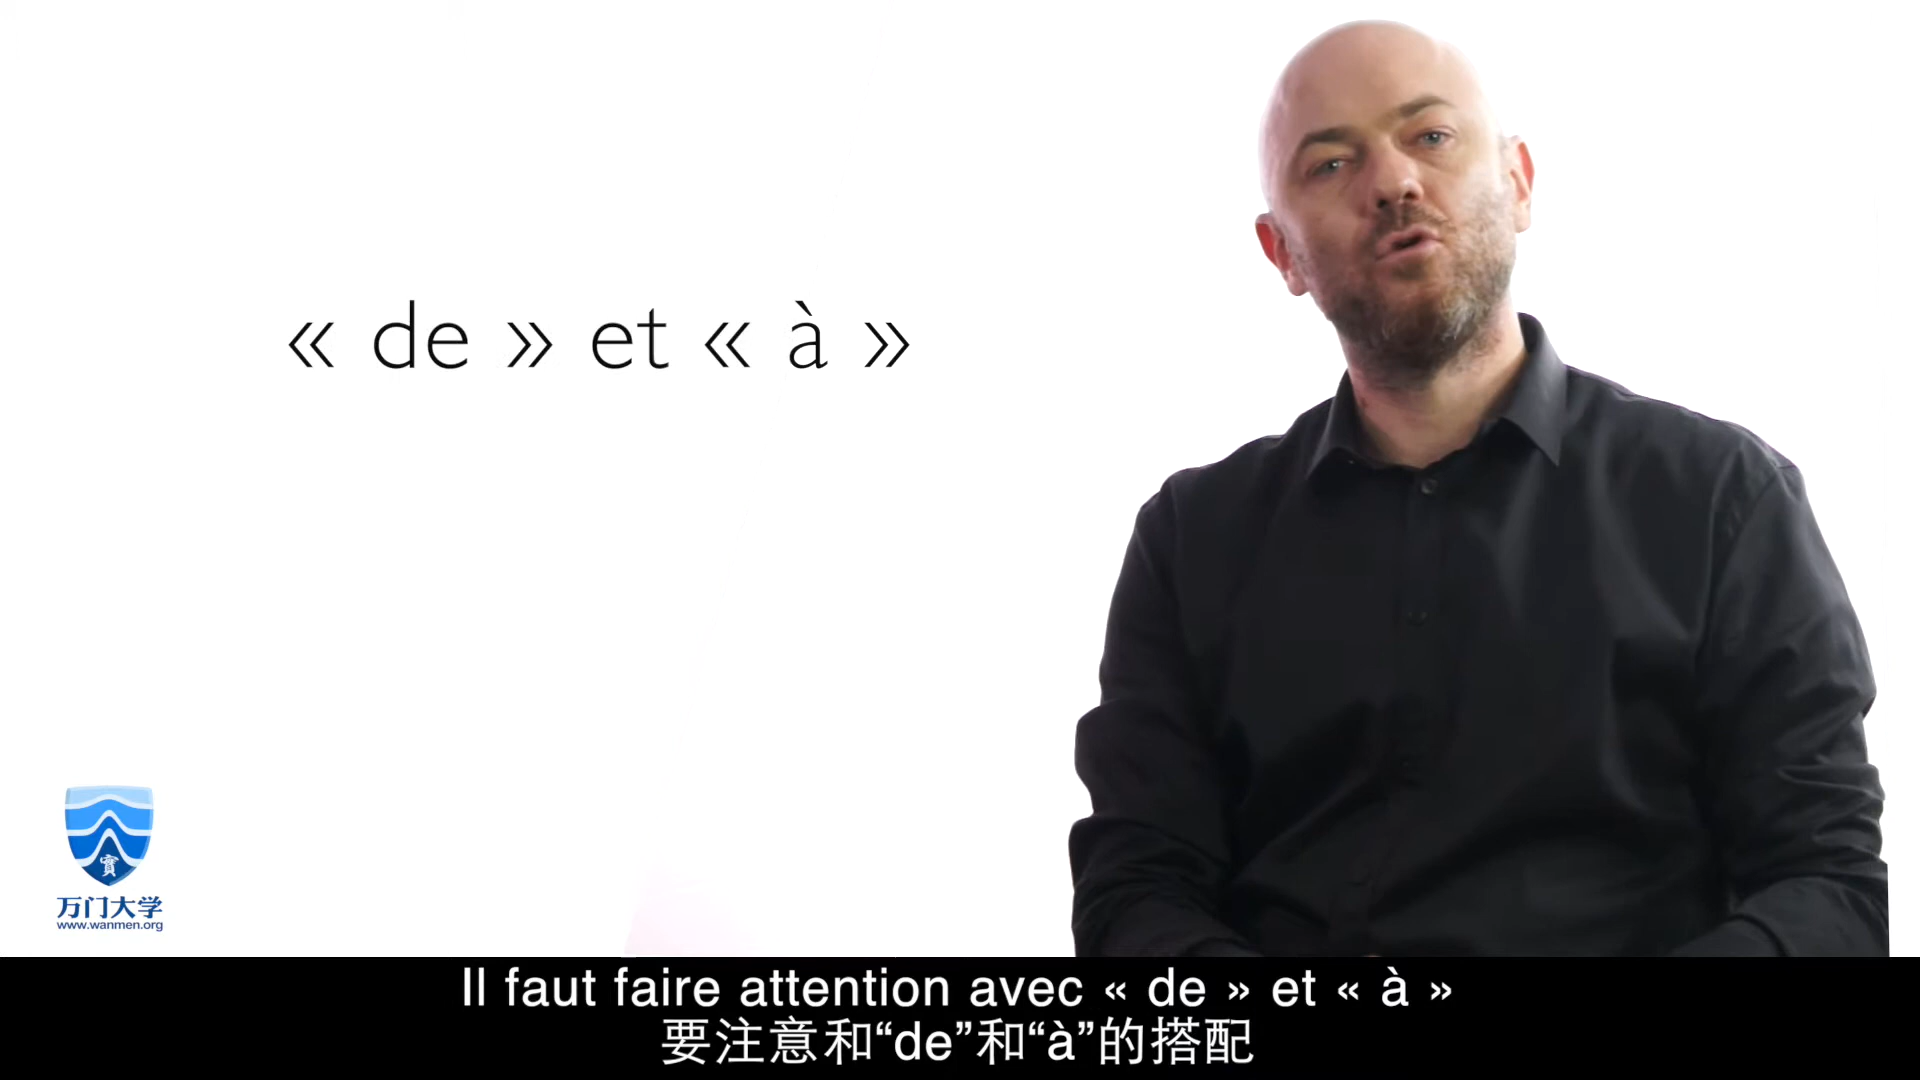 « de » et « à »
實
万门大学
www.wanmen.org
Il faut faire attention avec « de » et « à »
要注意和“de”和“à”的搭配